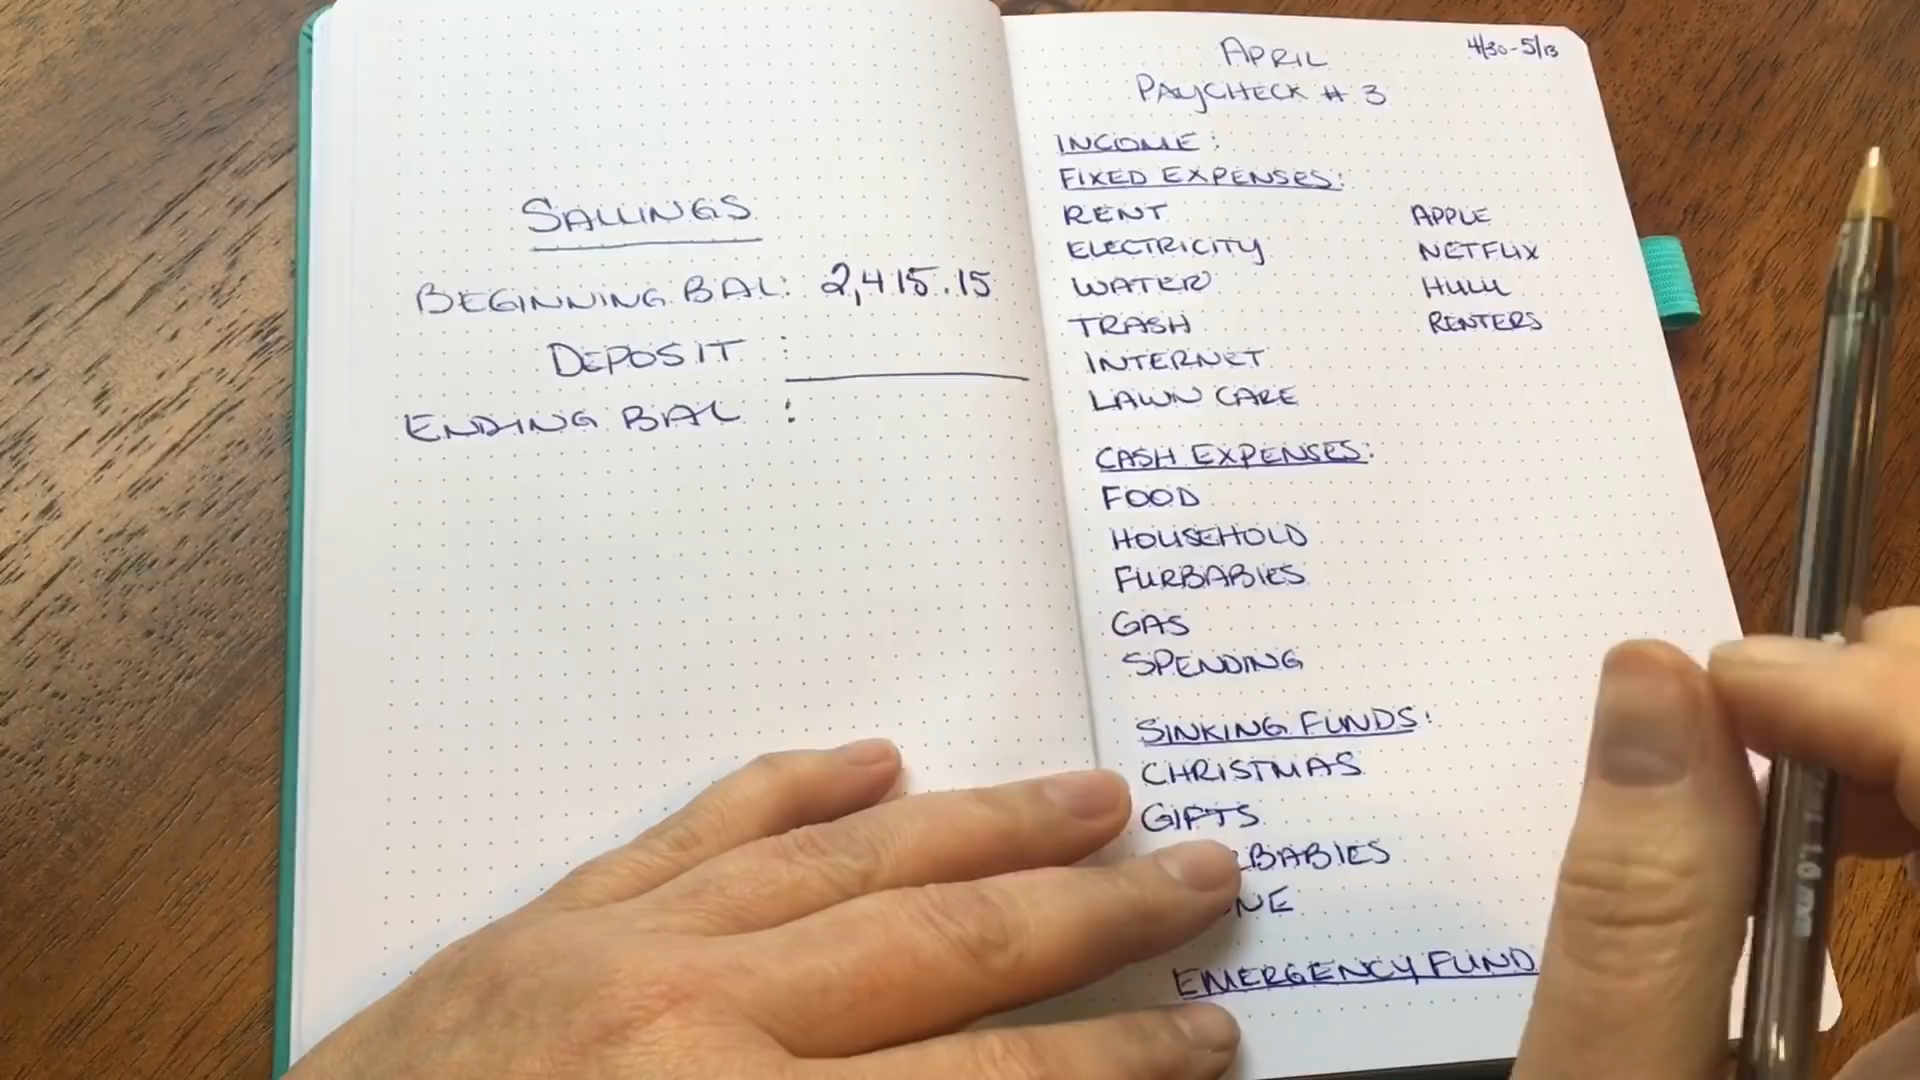 SAVINGS
BEGINNING BAL: 2,415.15
DEPOSIT :
ENDING BAL :
APRIL
4/30-5/13
PAYCHECK # 3
INCOME:
FIXED EXPENSES:
RENT
ELECTRICITY
WATER
TRASH
INTERNET
LAWN CARE
APPLE
NETFLIX
HULU
RENTERS
CASH EXPENSES:
FOOD
HOUSEHOLD
FURBABIES
GAS
SPENDING
SINKING FUNDS:
CHRISTMAS
GIFTS
EMERGENCY FUND